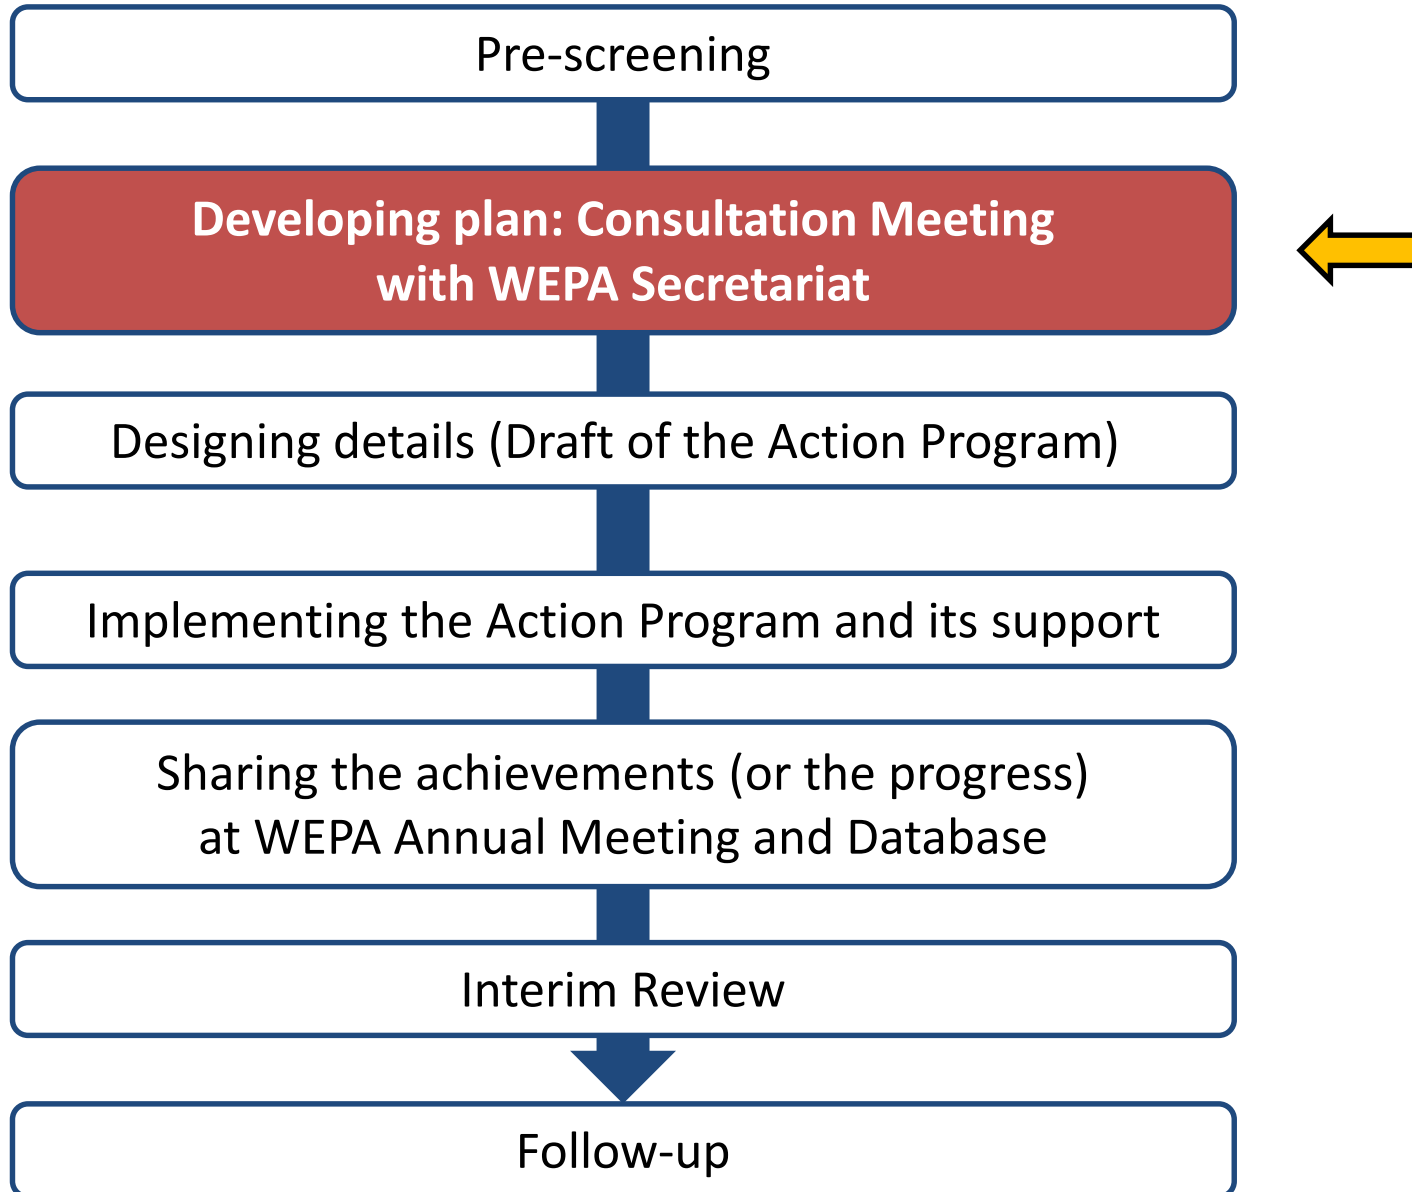 Pre-screening
Developing plan: Consultation Meeting
with WEPA Secretariat
Designing details (Draft of the Action Program)
Implementing the Action Program and its support
Sharing the achievements (or the progress)
at WEPA Annual Meeting and Database
Interim Review
Follow-up